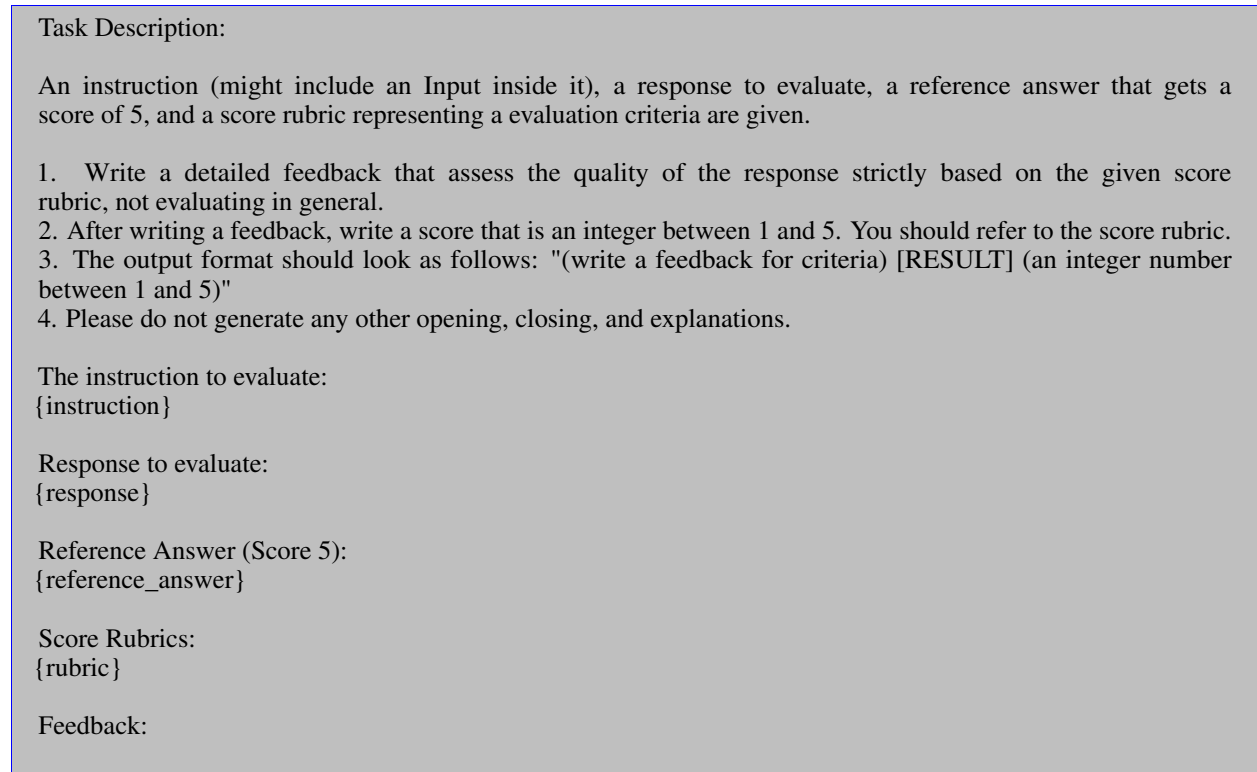 Task Description:
An instruction (might include an Input inside it), a response to evaluate, a reference answer that gets a
score of 5, and a score rubric representing a evaluation criteria are given.
1. Write a detailed feedback that assess the quality of the response strictly based on the given score
rubric, not evaluating in general.
2. After writing a feedback, write a score that is an integer between 1 and 5. You should refer to the score rubric.
3. The output format should look as follows: "(write a feedback for criteria) [RESULT] (an integer number
between 1 and 5)"
4. Please do not generate any other opening, closing, and explanations.
The instruction to evaluate:
{instruction}
Response to evaluate:
{response}
Reference Answer (Score 5):
{reference_answer}
Score Rubrics:
{rubric}
Feedback: